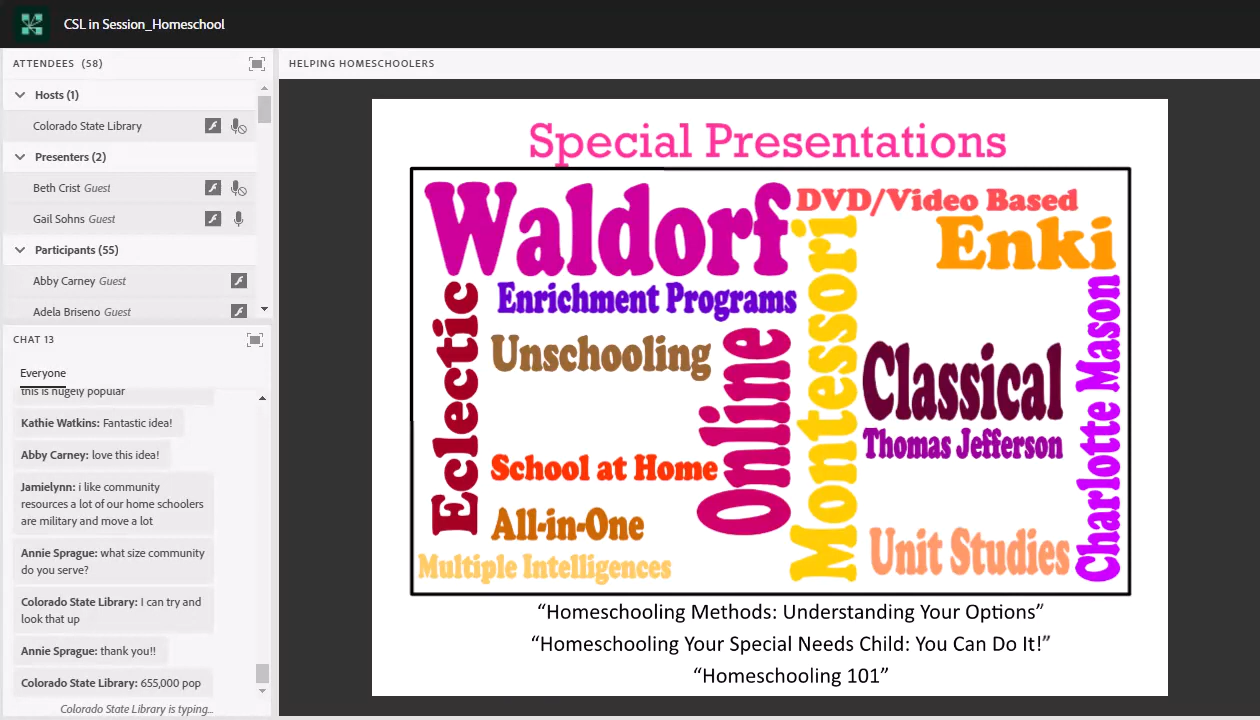 CSL in Session_Homeschool
ATTENDEES (58)
Hosts (1)
Colorado State Library
Presenters (2)
Beth Crist Guest
Gail Sohns Guest
Participants (55)
Abby Carney Guest
Adela Briseno Guest
CHAT 13
Everyone
this is hugely popular
Kathie Watkins: Fantastic idea!
Abby Carney: love this idea!
Jamielynn: i like community
resources a lot of our home schoolers
are military and move a lot
Annie Sprague: what size community
do you serve?
Colorado State Library: I can try and
look that up
Annie Sprague: thank you!!
Colorado State Library: 655,000 pop
Colorado State Library is typing...
HELPING HOMESCHOOLERS
Special Presentations
Waldorf
DVD/Video Based
Enki
Enrichment Programs
Eclectic
Unschooling
Online
Montessori
Classical
Thomas Jefferson
Charlotte Mason
School at Home
All-in-One
Multiple Intelligences
Unit Studies
“Homeschooling Methods: Understanding Your Options”
“Homeschooling Your Special Needs Child: You Can Do It!”
“Homeschooling 101”